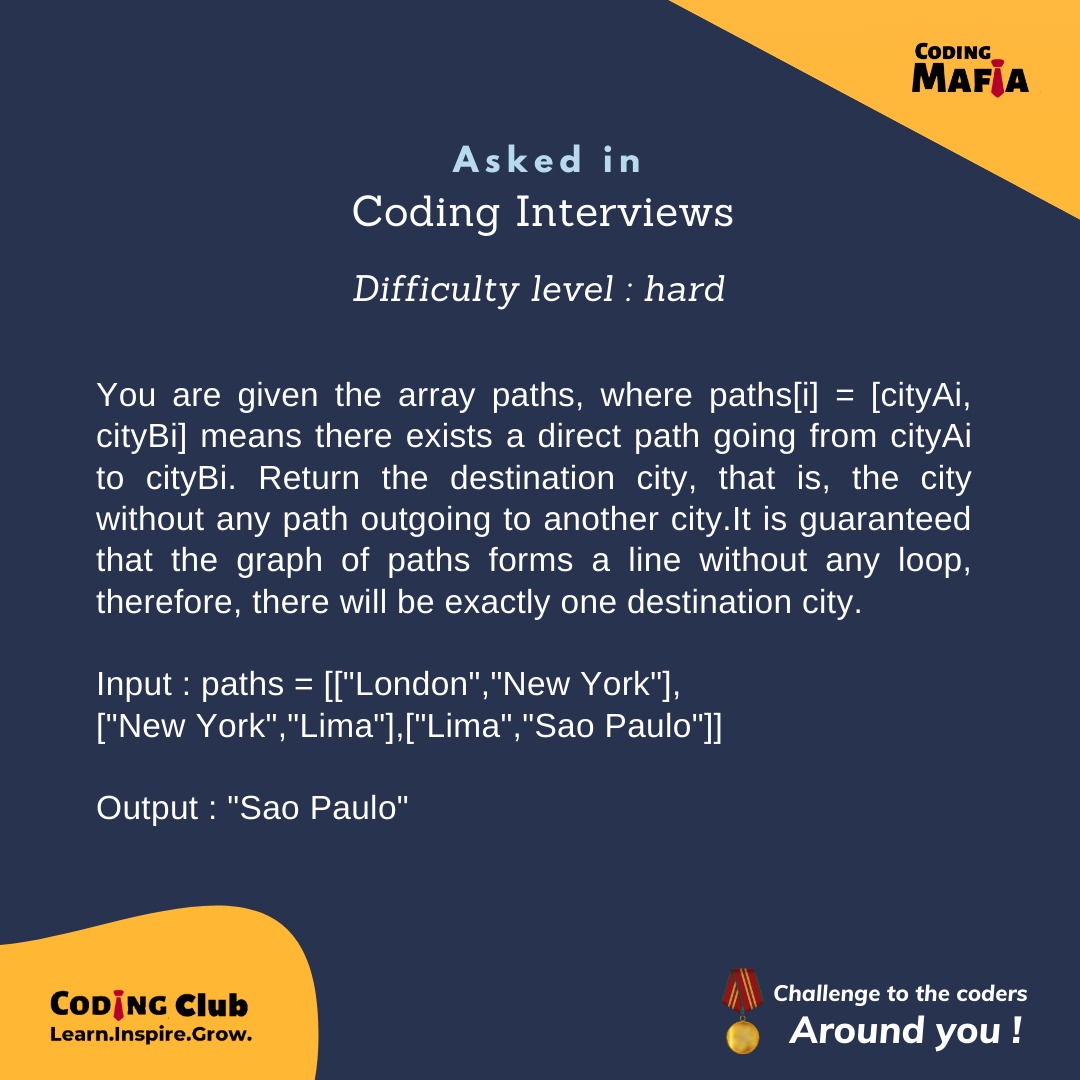 CODING
MAFIA
Asked in
Coding Interviews
Difficulty level : hard
You are given the array paths, where paths[i] = [cityAi,
cityBi] means there exists a direct path going from cityAi
to cityBi. Return the destination city, that is, the city
without any path outgoing to another city.It is guaranteed
that the graph of paths forms a line without any loop,
therefore, there will be exactly one destination city.
Input : paths = [["London","New York"],
["New York","Lima"],["Lima","Sao Paulo"]]
Output : "Sao Paulo"
CODING Club
Learn.Inspire.Grow.
Challenge to the coders
Around you !